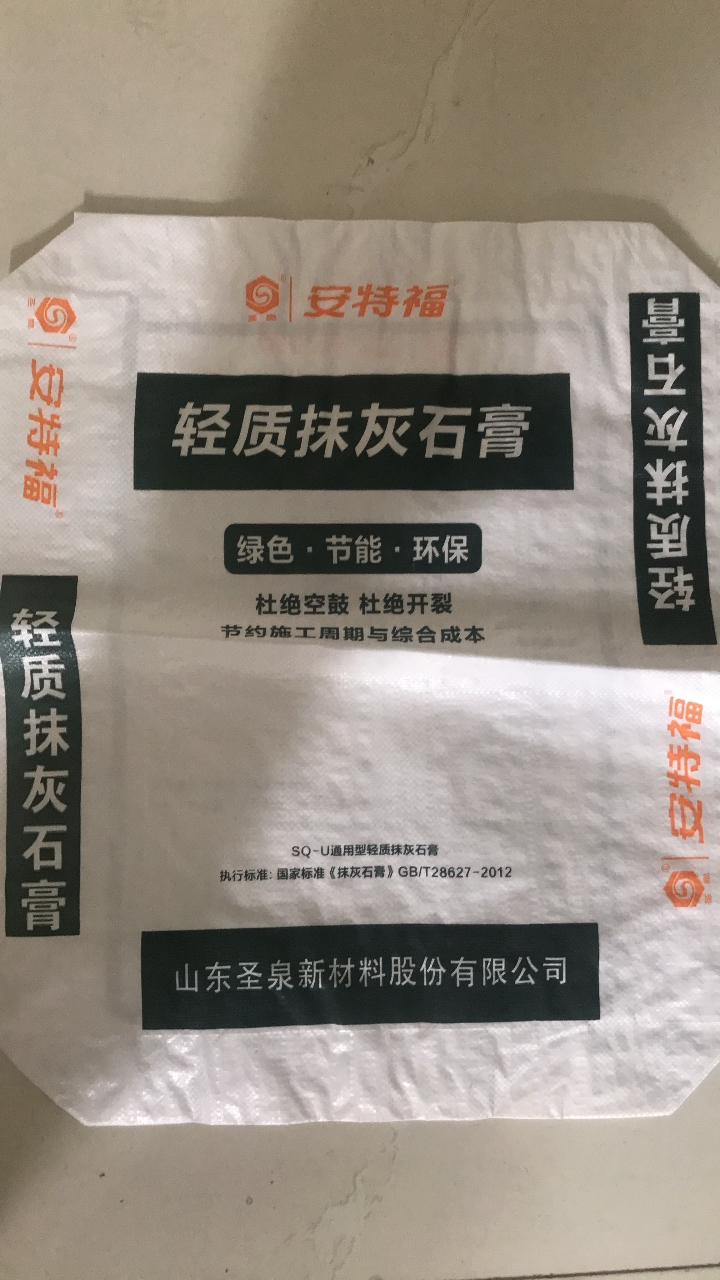 安特福
轻质抹灰石膏
绿色·节能·环保
杜绝空鼓 杜绝开裂
节约施工周期与综合成本
SQ-U通用型轻质抹灰石膏
执行标准: 国家标准《抹灰石膏》GB/T28627-2012
山东圣泉新材料股份有限公司
安特福
轻质抹灰石膏
轻质抹灰石膏
安特福